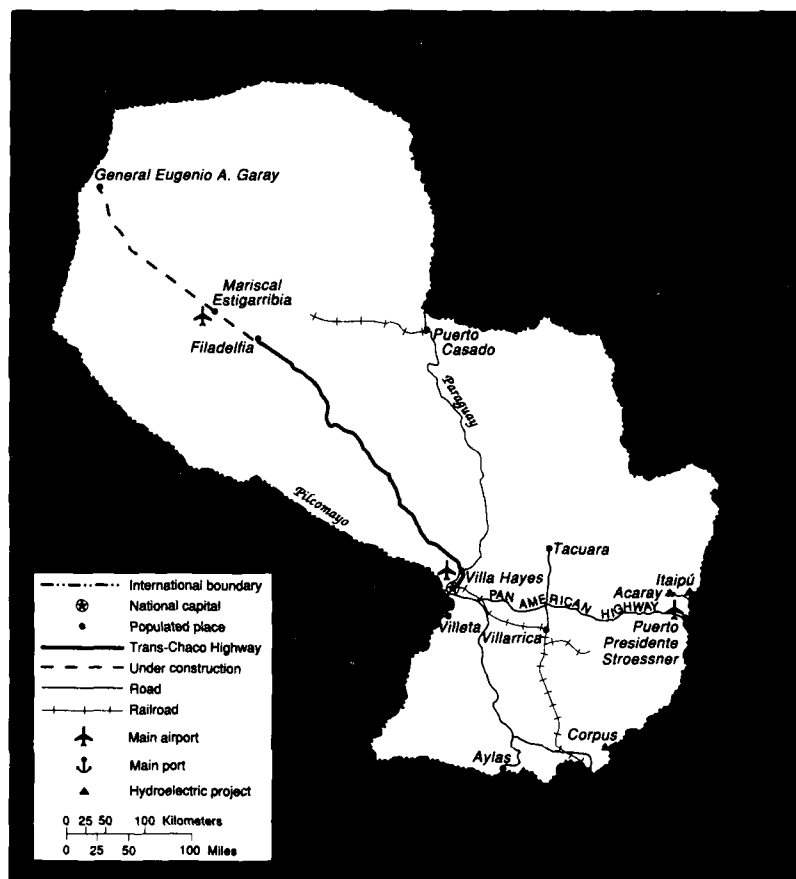 General Eugenio A. Garay
Mariscal
Estigarribia
Filadelfia
Puerto
Casado
Paraguay
Pilcomayo
Tacuara
Villa Hayes
Itaipú
Acaray
PAN AMERICAN HIGHWAY
Villeta
Villarrica
Puerto
Presidente
Stroessner
Corpus
Aylas
International boundary
National capital
Populated place
Trans-Chaco Highway
Under construction
Road
Railroad
Main airport
Main port
Hydroelectric project
0 25 50 100 Kilometers
0 25 50 100
Miles